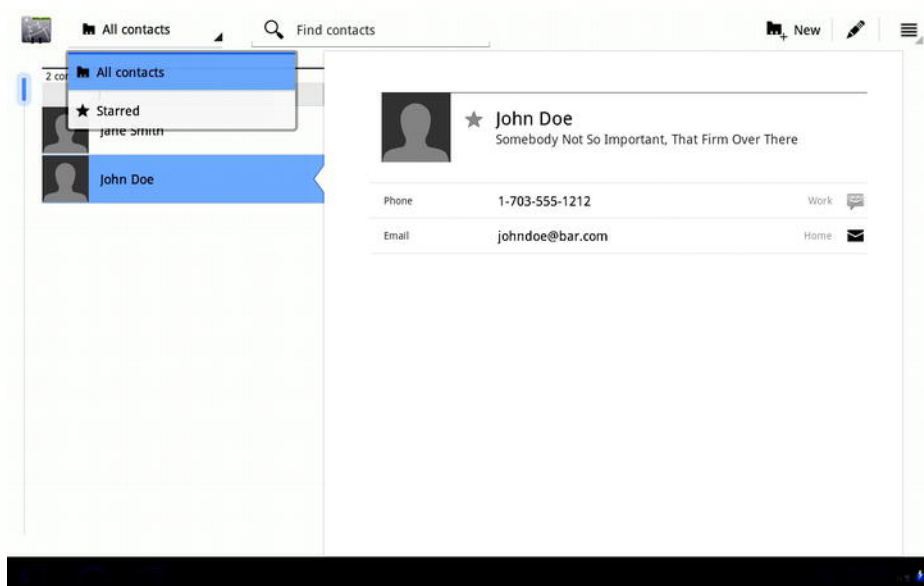 All contacts
Find contacts
New
2 con
All contacts
Starred
Jane Smith
John Doe
John Doe
Somebody Not So Important, That Firm Over There
Phone 1-703-555-1212 Work
Email johndoe@bar.com Home